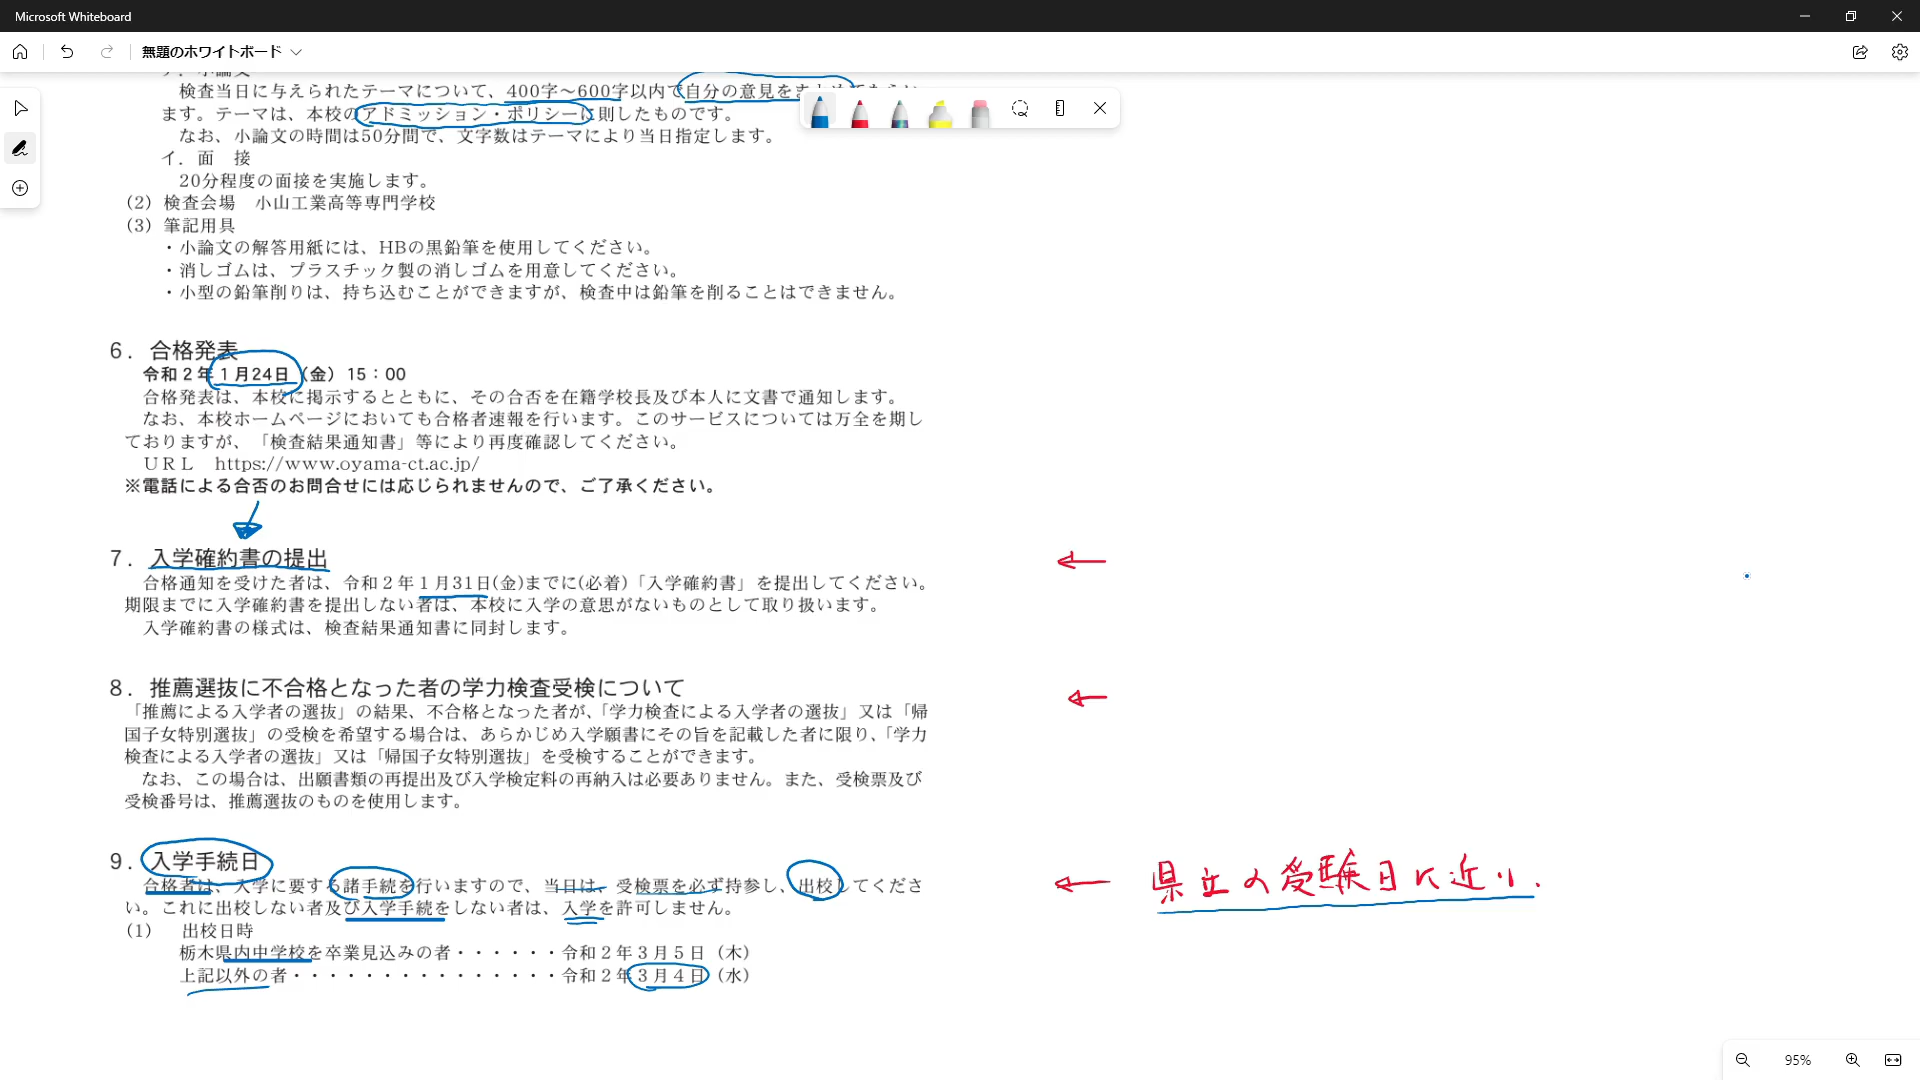 Microsoft Whiteboard
無題のホワイトボード
検査当日に与えられたテーマについて、400字～600字以内で自分の意見をまとめてもらい
ます。テーマは、本校のアドミッション・ポリシーに則したものです。
なお、小論文の時間は50分間で、文字数はテーマにより当日指定します。
イ．面　接
20分程度の面接を実施します。
(2) 検査会場　小山工業高等専門学校
(3) 筆記用具
・小論文の解答用紙には、HBの黒鉛筆を使用してください。
・消しゴムは、プラスチック製の消しゴムを用意してください。
・小型の鉛筆削りは、持ち込むことができますが、検査中は鉛筆を削ることはできません。
6．合格発表
令和２年１月24日（金）15：00
合格発表は、本校に掲示するとともに、その合否を在籍学校長及び本人に文書で通知します。
なお、本校ホームページにおいても合格者速報を行います。このサービスについては万全を期し
ておりますが、「検査結果通知書」等により再度確認してください。
ＵＲＬ　https://www.oyama-ct.ac.jp/
※電話による合否のお問合せには応じられませんので、ご了承ください。
7．入学確約書の提出
合格通知を受けた者は、令和２年１月31日(金)までに(必着)「入学確約書」を提出してください。
期限までに入学確約書を提出しない者は、本校に入学の意思がないものとして取り扱います。
入学確約書の様式は、検査結果通知書に同封します。
8．推薦選抜に不合格となった者の学力検査受検について
「推薦による入学者の選抜」の結果、不合格となった者が、「学力検査による入学者の選抜」又は「帰
国子女特別選抜」の受検を希望する場合は、あらかじめ入学願書にその旨を記載した者に限り、「学力
検査による入学者の選抜」又は「帰国子女特別選抜」を受検することができます。
なお、この場合は、出願書類の再提出及び入学検定料の再納入は必要ありません。また、受検票及び
受検番号は、推薦選抜のものを使用します。
9．入学手続日
合格者は、入学に要する諸手続を行いますので、当日は、受検票を必ず持参し、出校してくださ
い。これに出校しない者及び入学手続をしない者は、入学を許可しません。
県立の受験日に近い.
(1)　出校日時
栃木県内中学校を卒業見込みの者・・・・・・令和２年３月５日（木）
上記以外の者・・・・・・・・・・・・・・・令和２年３月４日（水）
95%